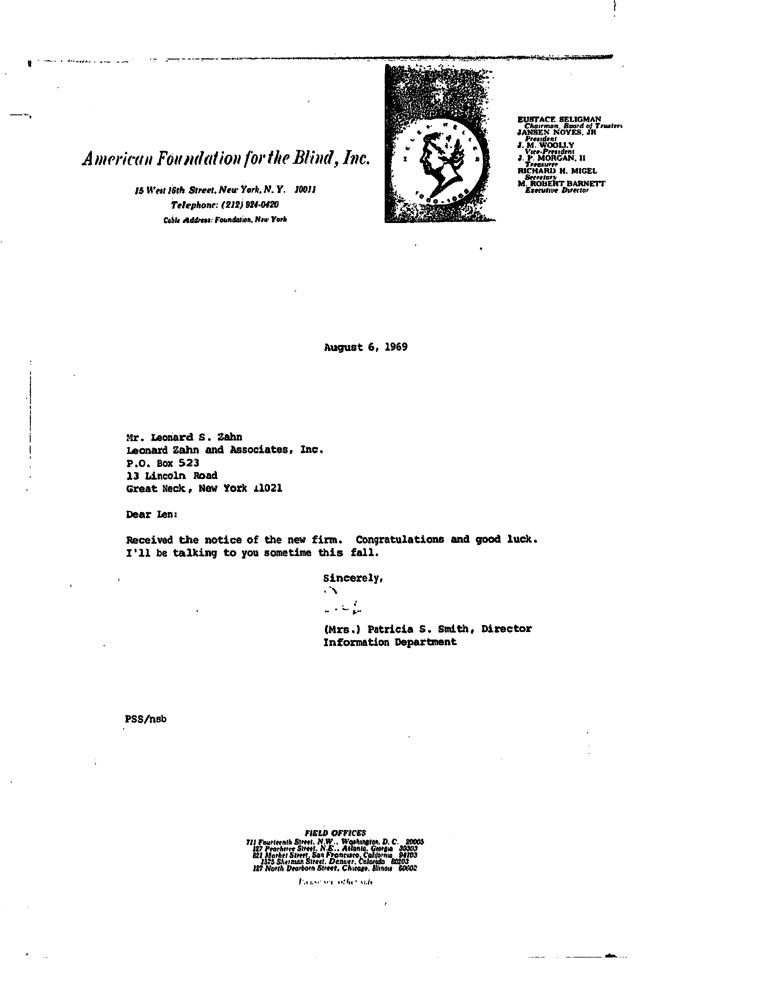 American Foundation for the Blind, Inc.
15 West 16th Street, New York, N. Y. 10011
Telephone: (212) 924-0420
Cable Address: Foundation, New York
HELEN KELLER
EUSTACE SELIGMAN
Chairman, Board of Trustees
JANSEN NOYES, JR
President
J. M. WOOLLY
Vice-President
J. P. MORGAN, II
Treasurer
RICHARD H. MIGEL
Secretary
M. ROBERT BARNETT
Executive Director
August 6, 1969
Mr. Leonard S. Zahn
Leonard Zahn and Associates, Inc.
P.O. Box 523
13 Lincoln Road
Great Neck, New York 11021
Dear Len:
Received the notice of the new firm. Congratulations and good luck.
I'll be talking to you sometime this fall.
Sincerely,
(Mrs.) Patricia S. Smith, Director
Information Department
PSS/nsb
FIELD OFFICES
711 Fourteenth Street, N.W., Washington, D. C. 20005
127 Peachtree Street, N.E., Atlanta, Georgia 30303
821 Market Street, San Francisco, California 94103
1575 Sherman Street, Denver, Colorado 80203
127 North Dearborn Street, Chicago, Illinois 60602